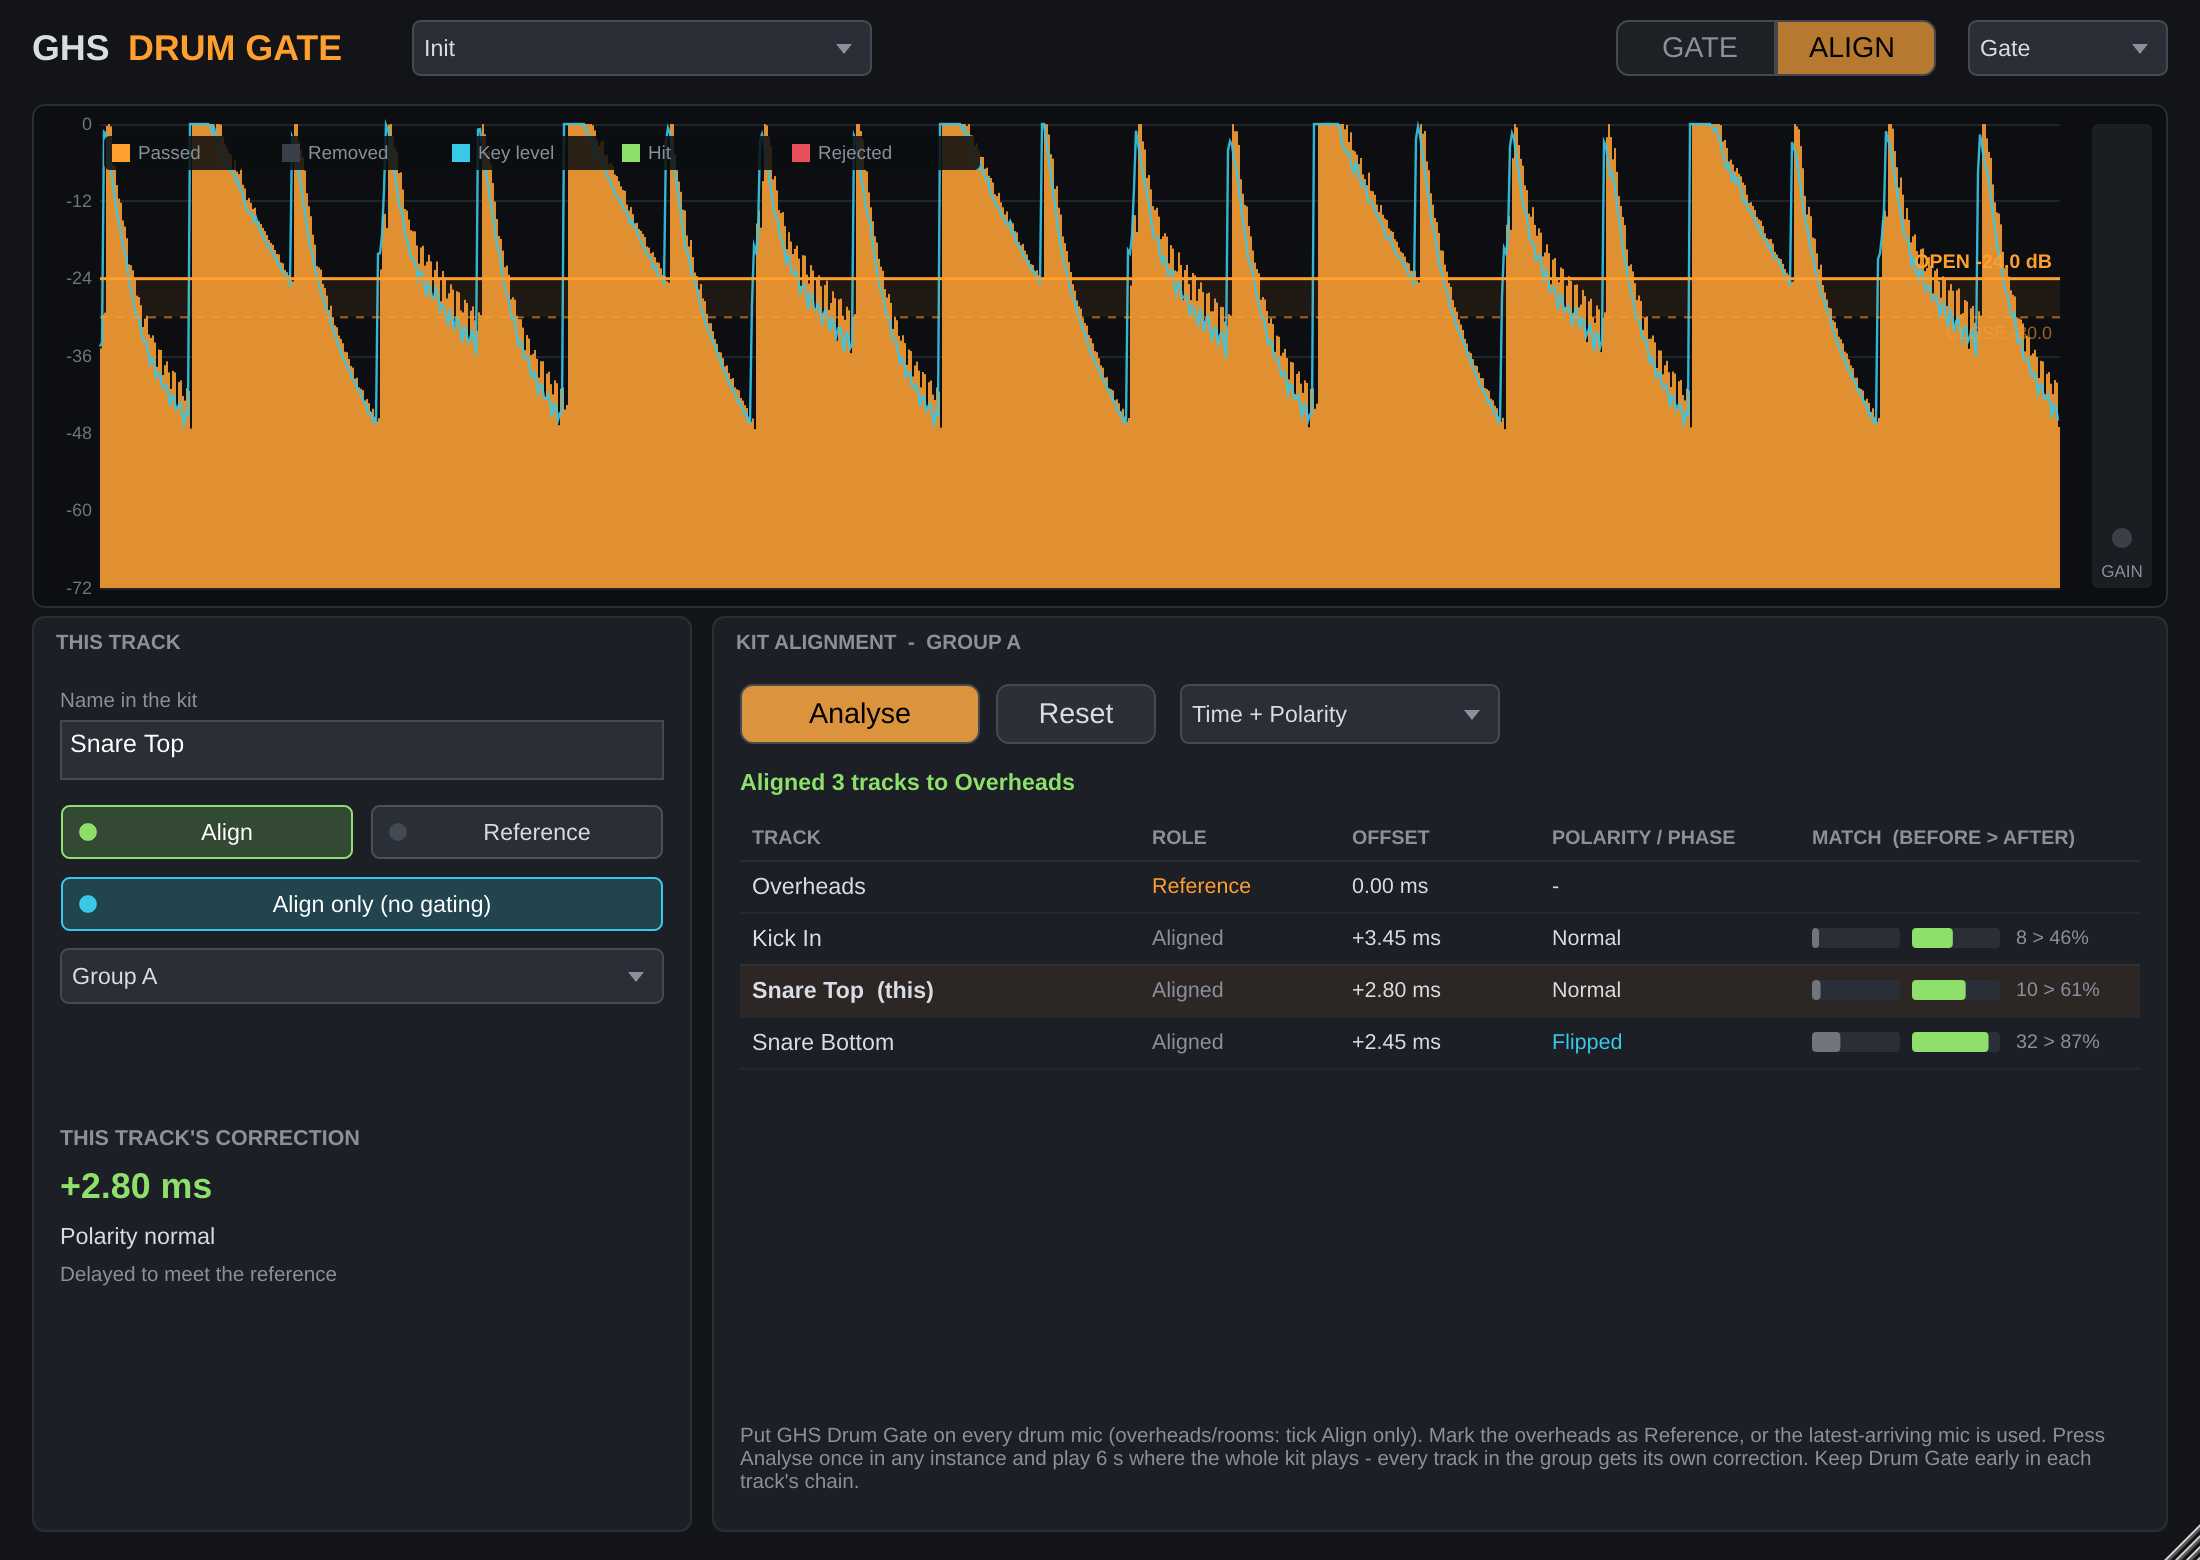 GHS DRUM GATE
Init
GATE
ALIGN
Gate
0
Passed
Removed
Key level
Hit
Rejected
-12
-24
OPEN -24.0 dB
CLOSE -30.0
-36
-48
-60
-72
GAIN
THIS TRACK
Name in the kit
Snare Top
Align
Reference
Align only (no gating)
Group A
THIS TRACK'S CORRECTION
+2.80 ms
Polarity normal
Delayed to meet the reference
KIT ALIGNMENT - GROUP A
Analyse
Reset
Time + Polarity
Aligned 3 tracks to Overheads
TRACK ROLE OFFSET POLARITY / PHASE MATCH (BEFORE > AFTER)
Overheads Reference 0.00 ms -
Kick In Aligned +3.45 ms Normal 8 > 46%
Snare Top (this) Aligned +2.80 ms Normal 10 > 61%
Snare Bottom Aligned +2.45 ms Flipped 32 > 87%
Put GHS Drum Gate on every drum mic (overheads/rooms: tick Align only). Mark the overheads as Reference, or the latest-arriving mic is used. Press
Analyse once in any instance and play 6 s where the whole kit plays - every track in the group gets its own correction. Keep Drum Gate early in each
track's chain.